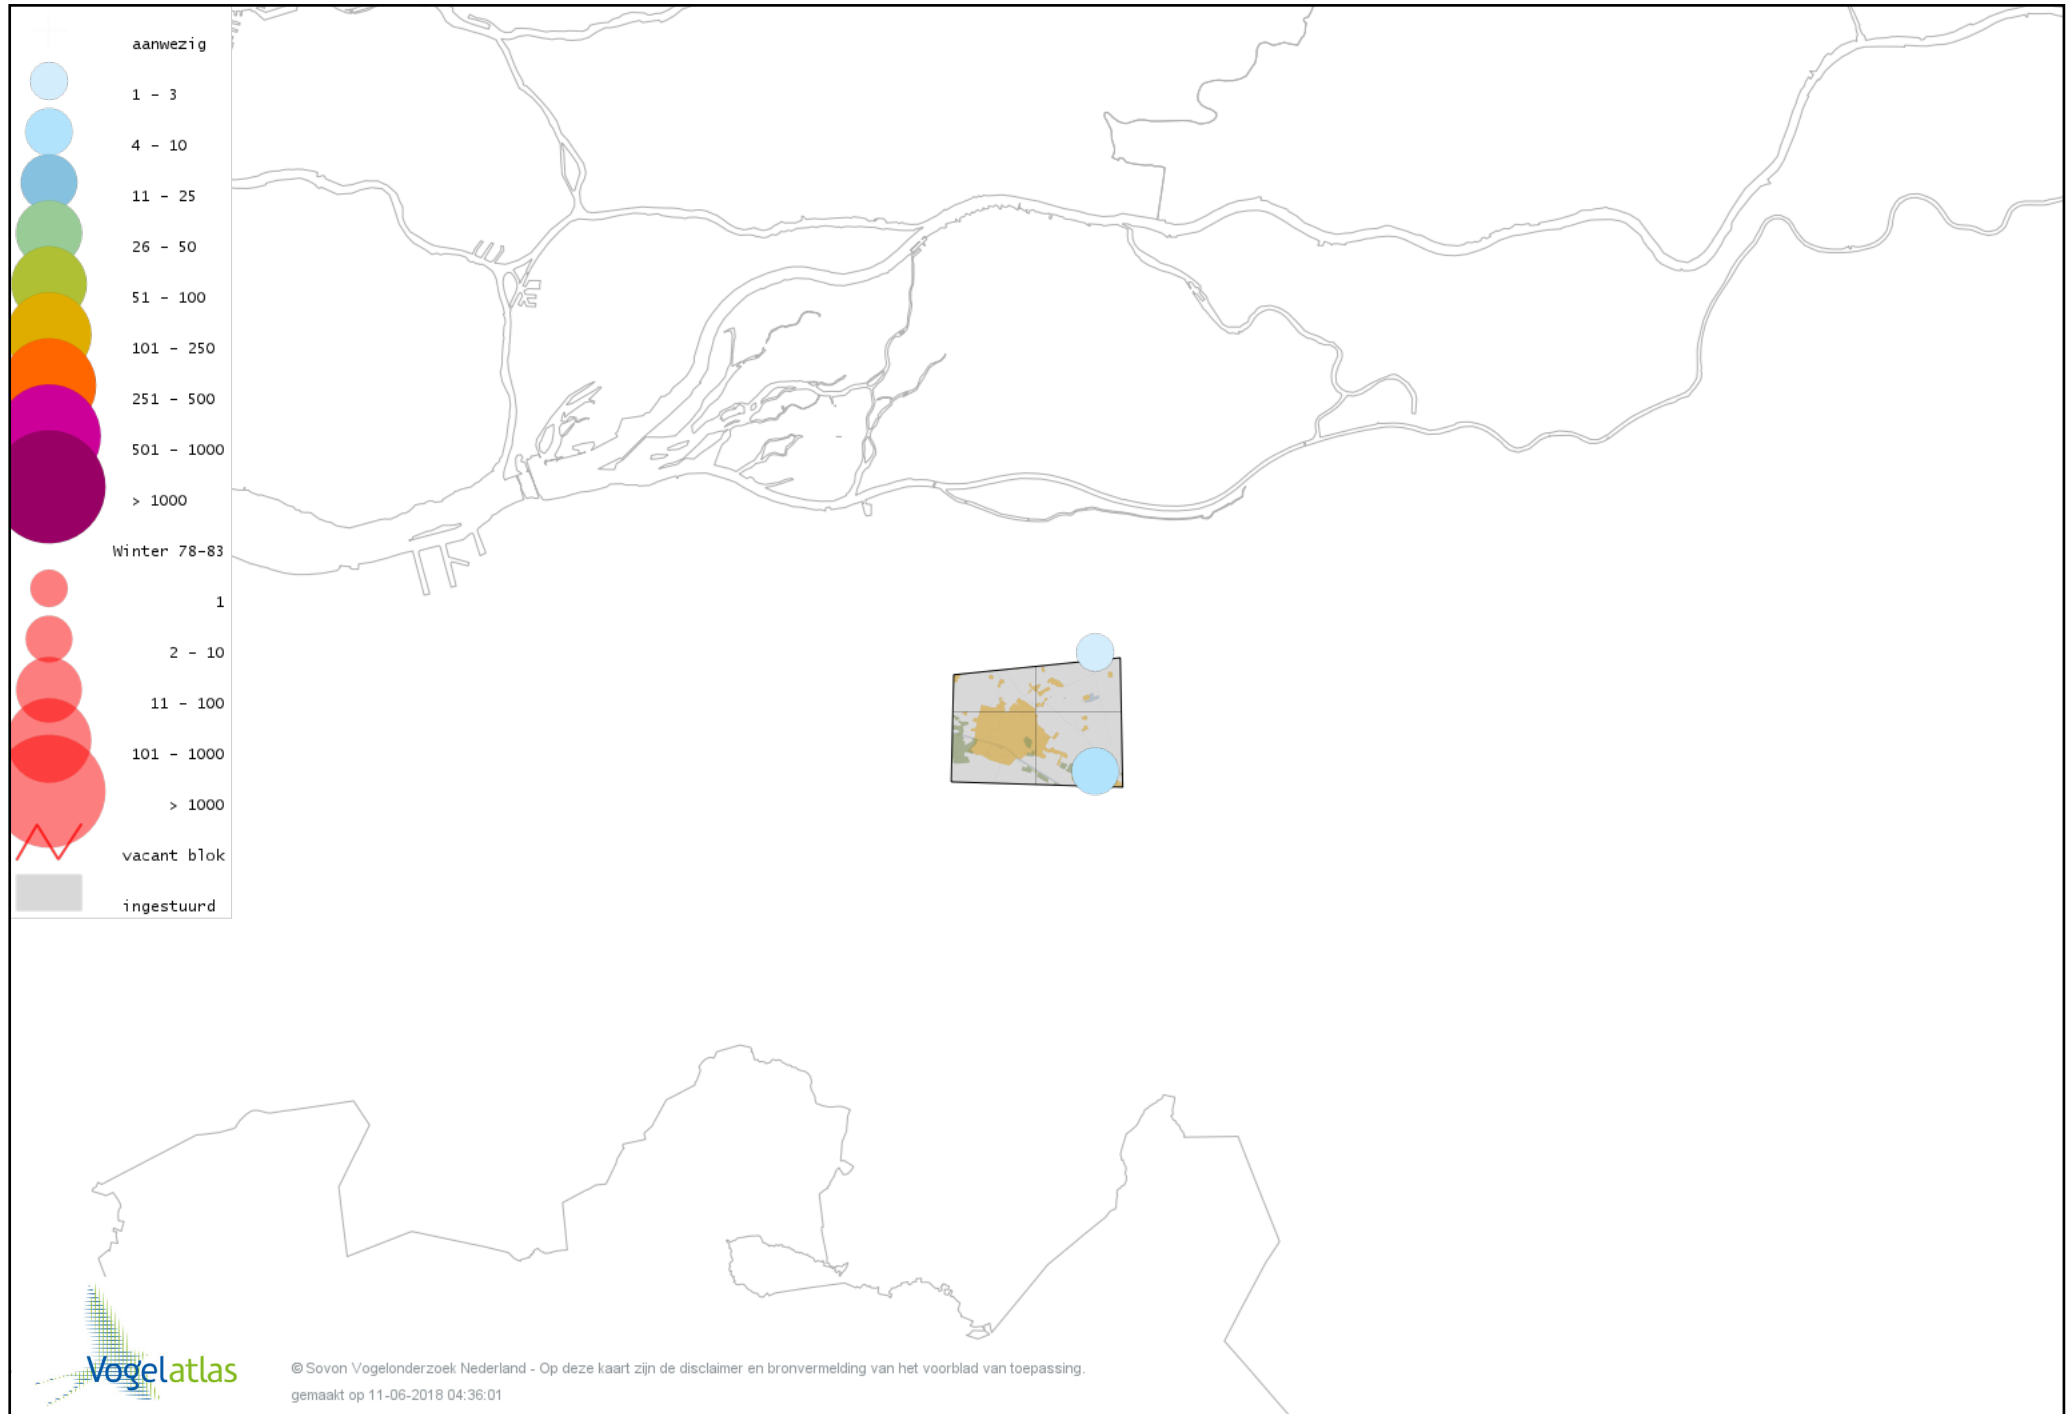 aanwezig
1 - 3
4 - 10
11 - 25
26 - 50
51 - 100
101 - 250
251 - 500
501 - 1000
> 1000
Winter 78-83
1
2 - 10
11 - 100
101 - 1000
> 1000
vacant blok
ingestuurd
Vogelatlas
© Sovon Vogelonderzoek Nederland - Op deze kaart zijn de disclaimer en bronvermelding van het voorblad van toepassing.
gemaakt op 11-06-2018 04:36:01